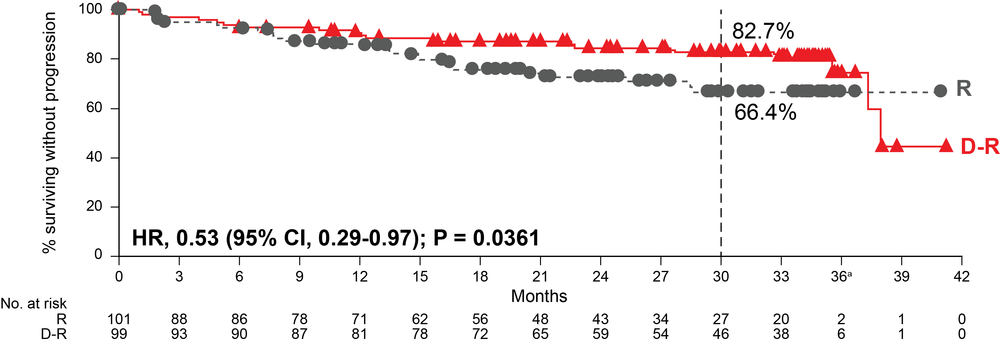 % surviving without progression
100
80
60
40
20
0
82.7%
66.4%
R
D-R
HR, 0.53 (95% CI, 0.29-0.97); P = 0.0361
0 3 6 9 12 15 18 21 24 27 30 33 36ª 39 42
Months
No. at risk
R 101 88 86 78 71 62 56 48 43 34 27 20 2 1 0
D-R 99 93 90 87 81 78 72 65 59 54 46 38 6 1 0